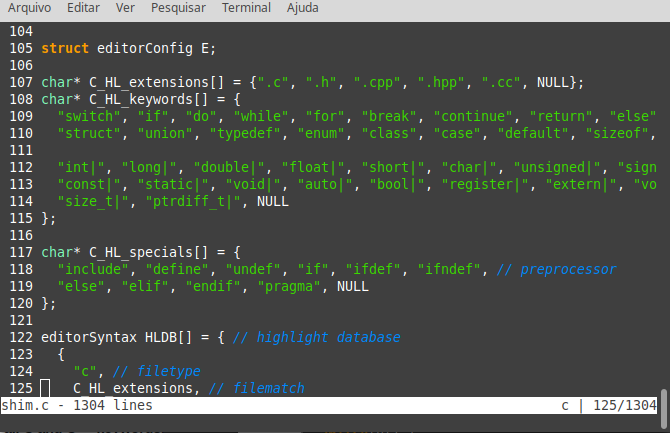 Arquivo Editar Ver Pesquisar Terminal Ajuda
104
105 struct editorConfig E;
106
107 char* C_HL_extensions[] = {".c", ".h", ".cpp", ".hpp", ".cc", NULL};
108 char* C_HL_keywords[] = {
109   "switch", "if", "do", "while", "for", "break", "continue", "return", "else"
110   "struct", "union", "typedef", "enum", "class", "case", "default", "sizeof",
111
112   "int|", "long|", "double|", "float|", "short|", "char|", "unsigned|", "sign
113   "const|", "static|", "void|", "auto|", "bool|", "register|", "extern|", "vo
114   "size_t|", "ptrdiff_t|", NULL
115 };
116
117 char* C_HL_specials[] = {
118   "include", "define", "undef", "if", "ifdef", "ifndef", // preprocessor
119   "else", "elif", "endif", "pragma", NULL
120 };
121
122 editorSyntax HLDB[] = { // highlight database
123   {
124     "c", // filetype
125     C_HL_extensions, // filematch
shim.c - 1304 lines c | 125/1304